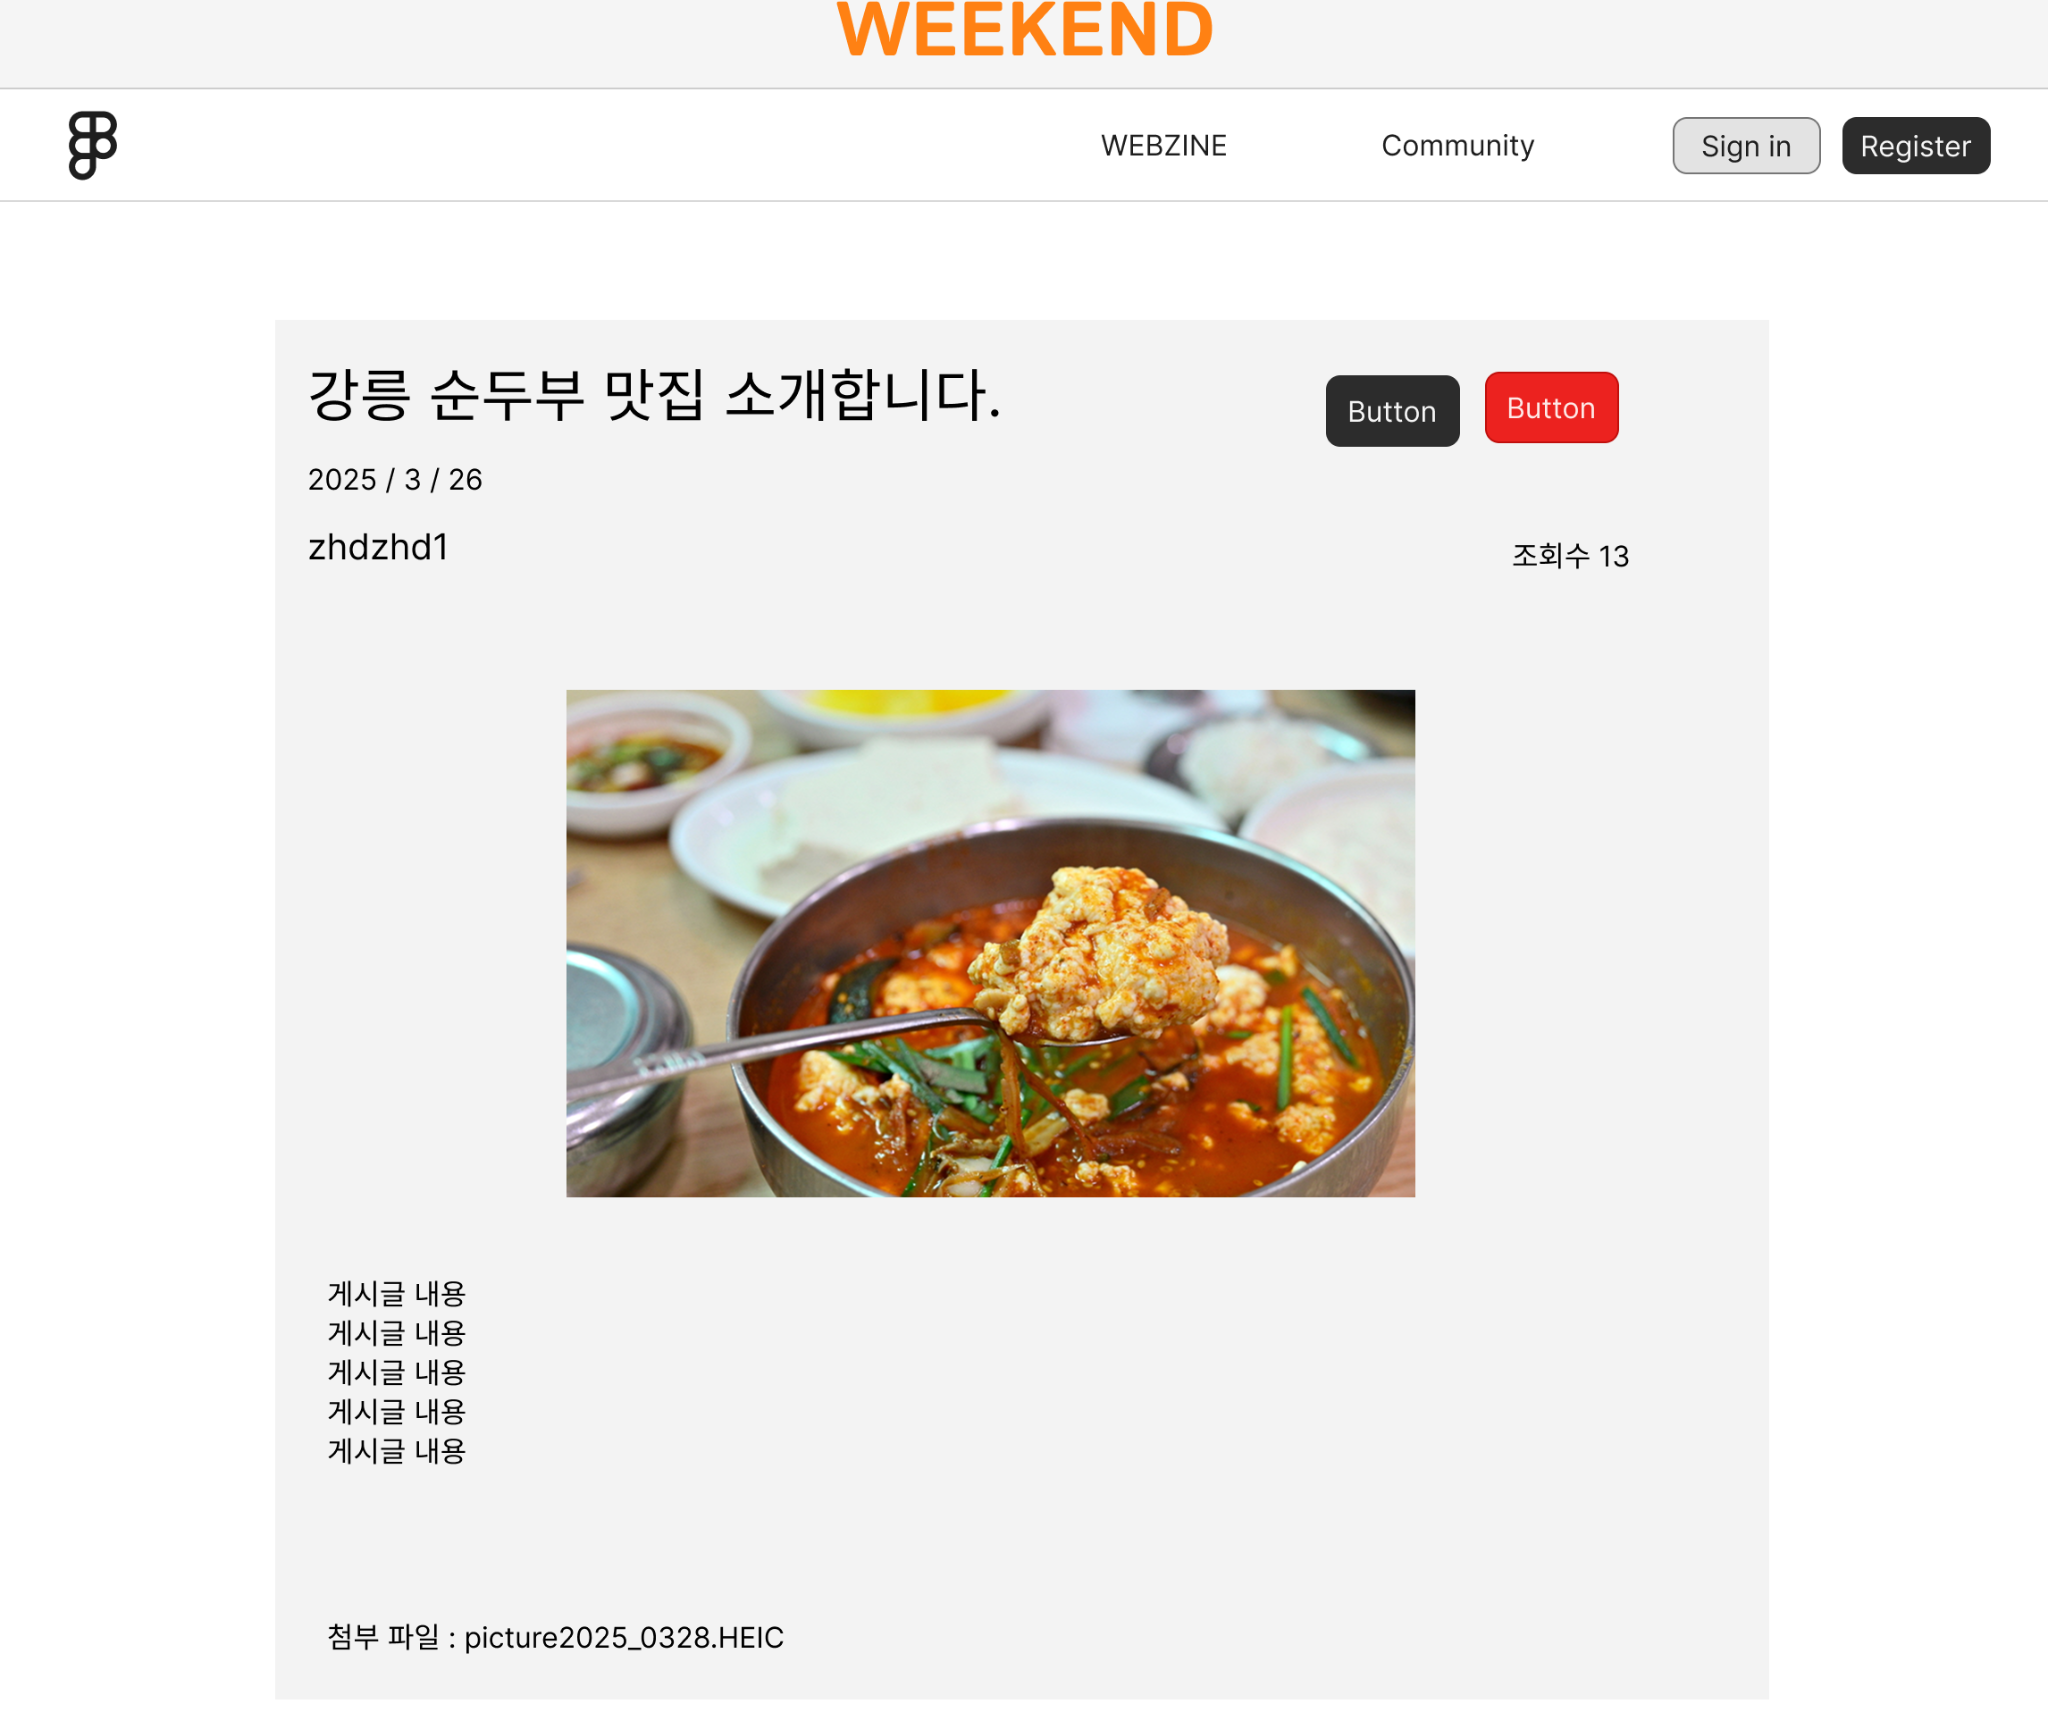 WEEKEND
WEBZINE Community Sign in Register
강릉 순두부 맛집 소개합니다. Button Button
2025 / 3 / 26
zhdzhd1 조회수 13
게시글 내용
게시글 내용
게시글 내용
게시글 내용
게시글 내용
첨부 파일 : picture2025_0328.HEIC